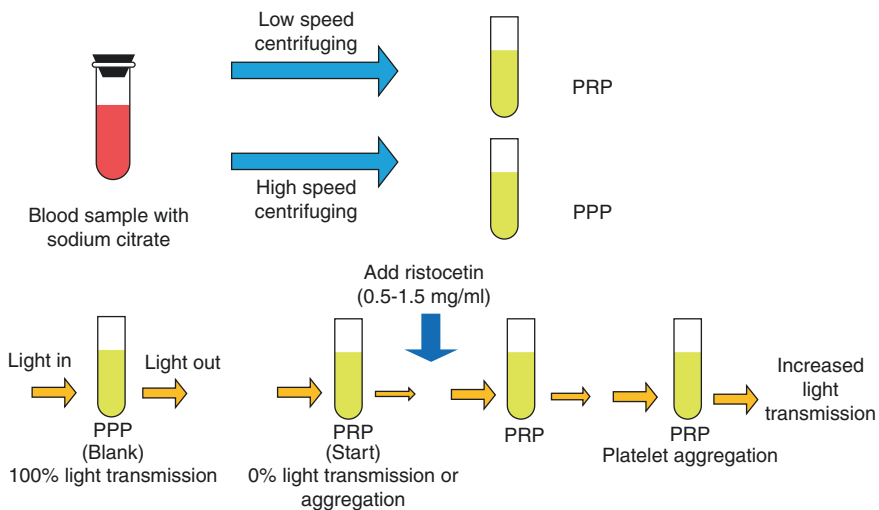 Low speed
centrifuging
PRP
High speed
centrifuging
PPP
Blood sample with
sodium citrate
Add ristocetin
(0.5-1.5 mg/ml)
Light in
Light out
PPP
(Blank)
100% light transmission
PRP
(Start)
0% light transmission or
aggregation
PRP
PRP
Platelet aggregation
Increased
light
transmission